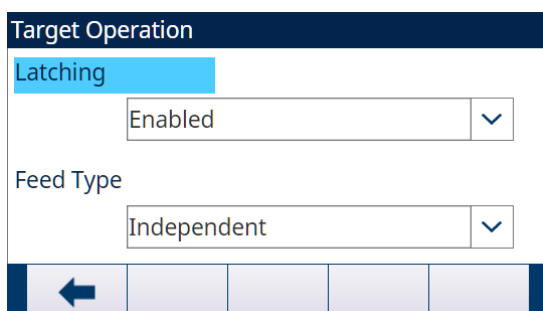 Target Operation
Latching
Enabled
Feed Type
Independent